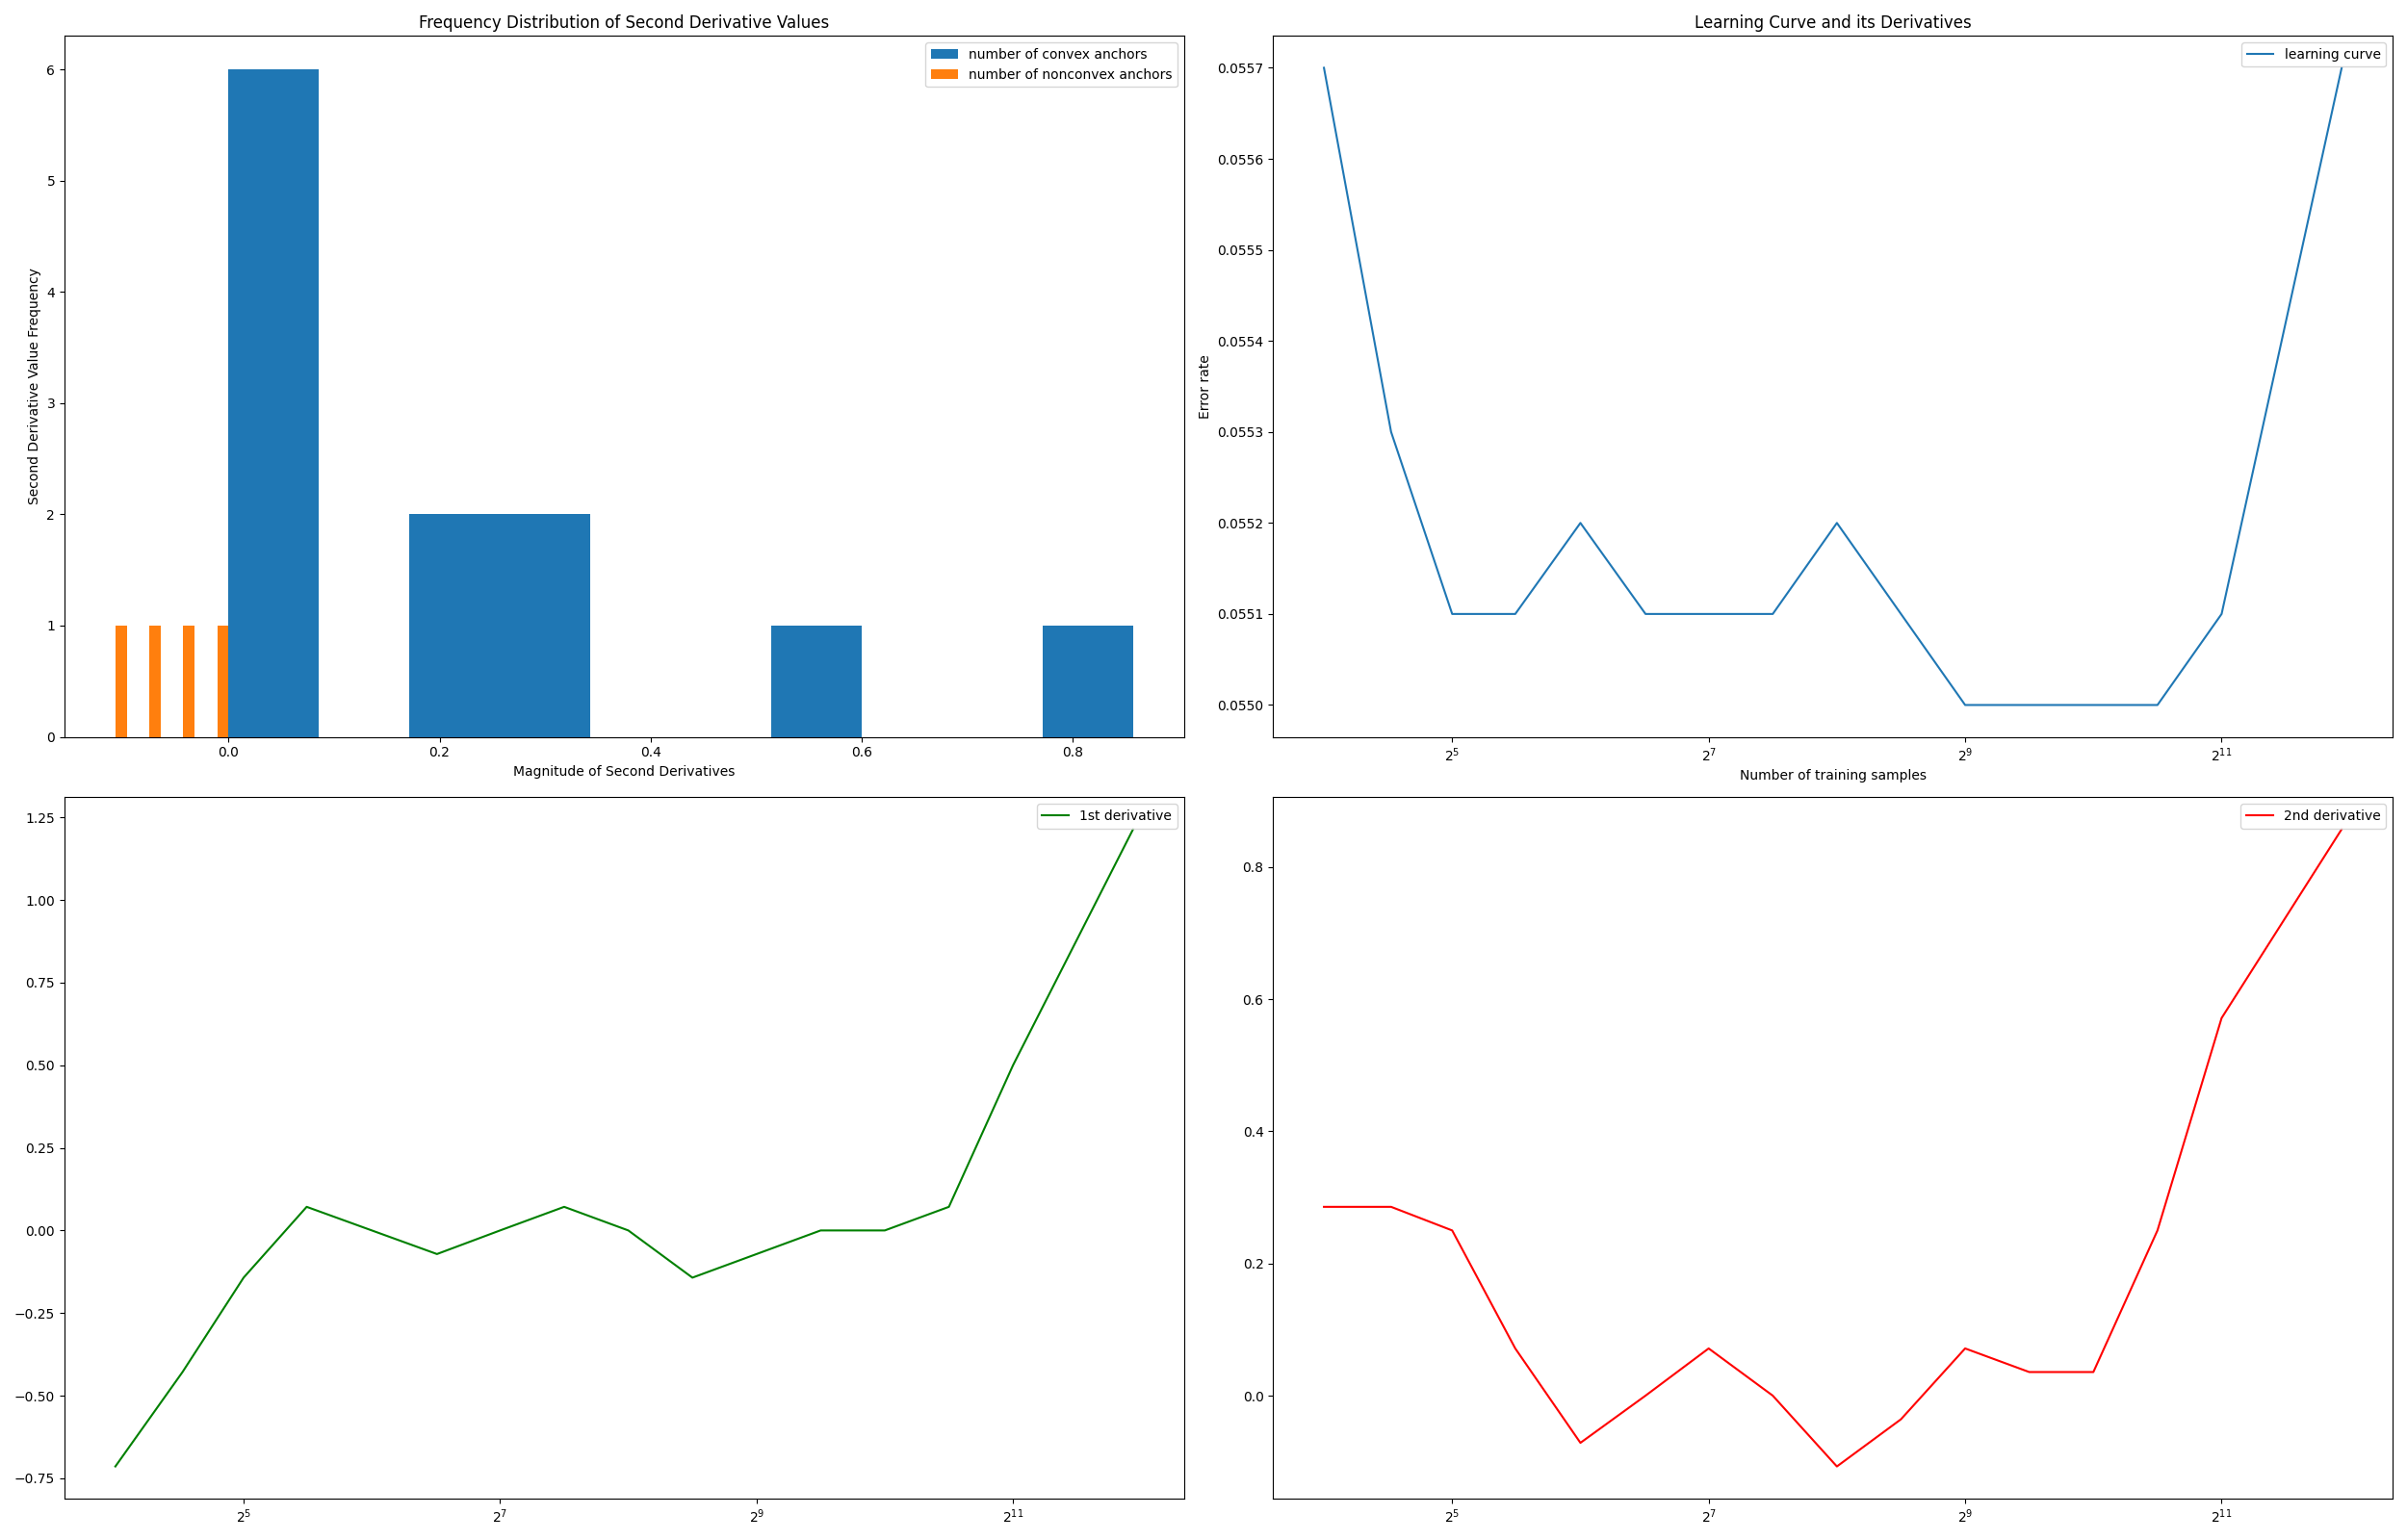 Frequency Distribution of Second Derivative Values
number of convex anchors
number of nonconvex anchors
Second Derivative Value Frequency
6
5
4
3
2
1
0
0.0 0.2 0.4 0.6 0.8
Magnitude of Second Derivatives
Learning Curve and its Derivatives
learning curve
Error rate
0.0557
0.0556
0.0555
0.0554
0.0553
0.0552
0.0551
0.0550
2^5 2^7 2^9 2^11
Number of training samples
1st derivative
1.25
1.00
0.75
0.50
0.25
0.00
−0.25
−0.50
−0.75
2^5 2^7 2^9 2^11
2nd derivative
0.8
0.6
0.4
0.2
0.0
2^5 2^7 2^9 2^11